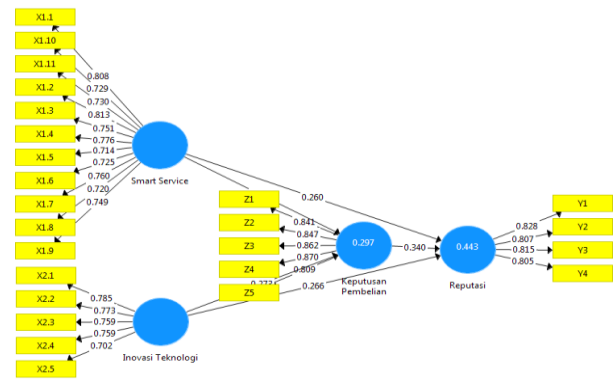 X1.1
X1.10
X1.11
X1.2
X1.3
X1.4
X1.5
X1.6
X1.7
X1.8
X1.9
0.808
0.729
0.730
0.813
0.751
0.776
0.714
0.725
0.760
0.720
0.749
Smart Service
0.260
Z1
Z2
Z3
Z4
Z5
0.841
0.847
0.862
0.870
0.809
0.297
Keputusan
Pembelian
0.340
0.443
Reputasi
0.828
0.807
0.815
0.805
Y1
Y2
Y3
Y4
0.266
X2.1
X2.2
X2.3
X2.4
X2.5
0.785
0.773
0.759
0.759
0.702
Inovasi Teknologi